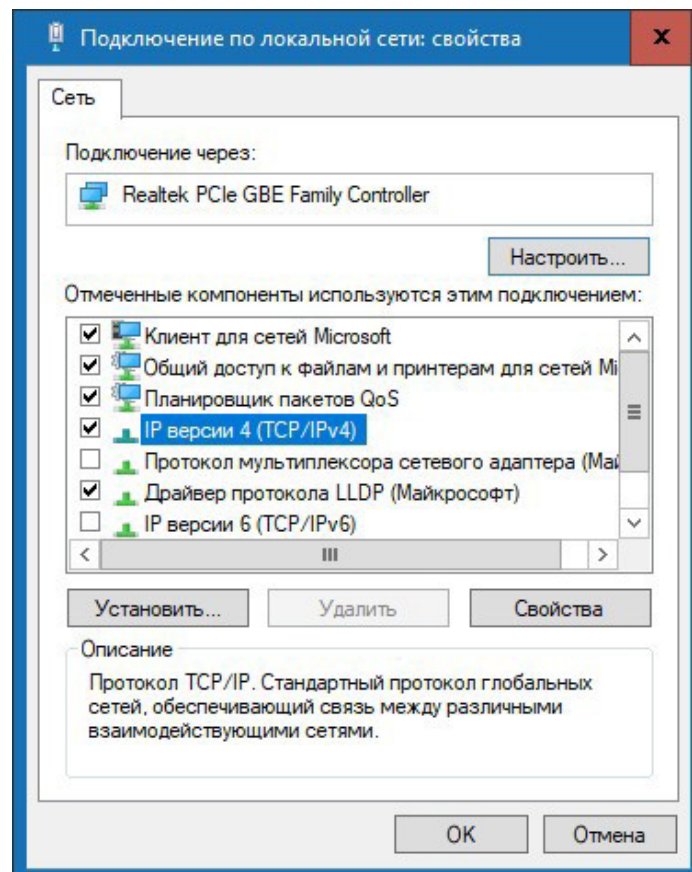 Подключение по локальной сети: свойства
Сеть
Подключение через:
Realtek PCIe GBE Family Controller
Настроить...
Отмеченные компоненты используются этим подключением:
Клиент для сетей Microsoft
Общий доступ к файлам и принтерам для сетей Mi
Планировщик пакетов QoS
IP версии 4 (TCP/IPv4)
Протокол мультиплексора сетевого адаптера (Май
Драйвер протокола LLDP (Майкрософт)
IP версии 6 (TCP/IPv6)
Установить...
Удалить
Свойства
Описание
Протокол TCP/IP. Стандартный протокол глобальных
сетей, обеспечивающий связь между различными
взаимодействующими сетями.
OK
Отмена